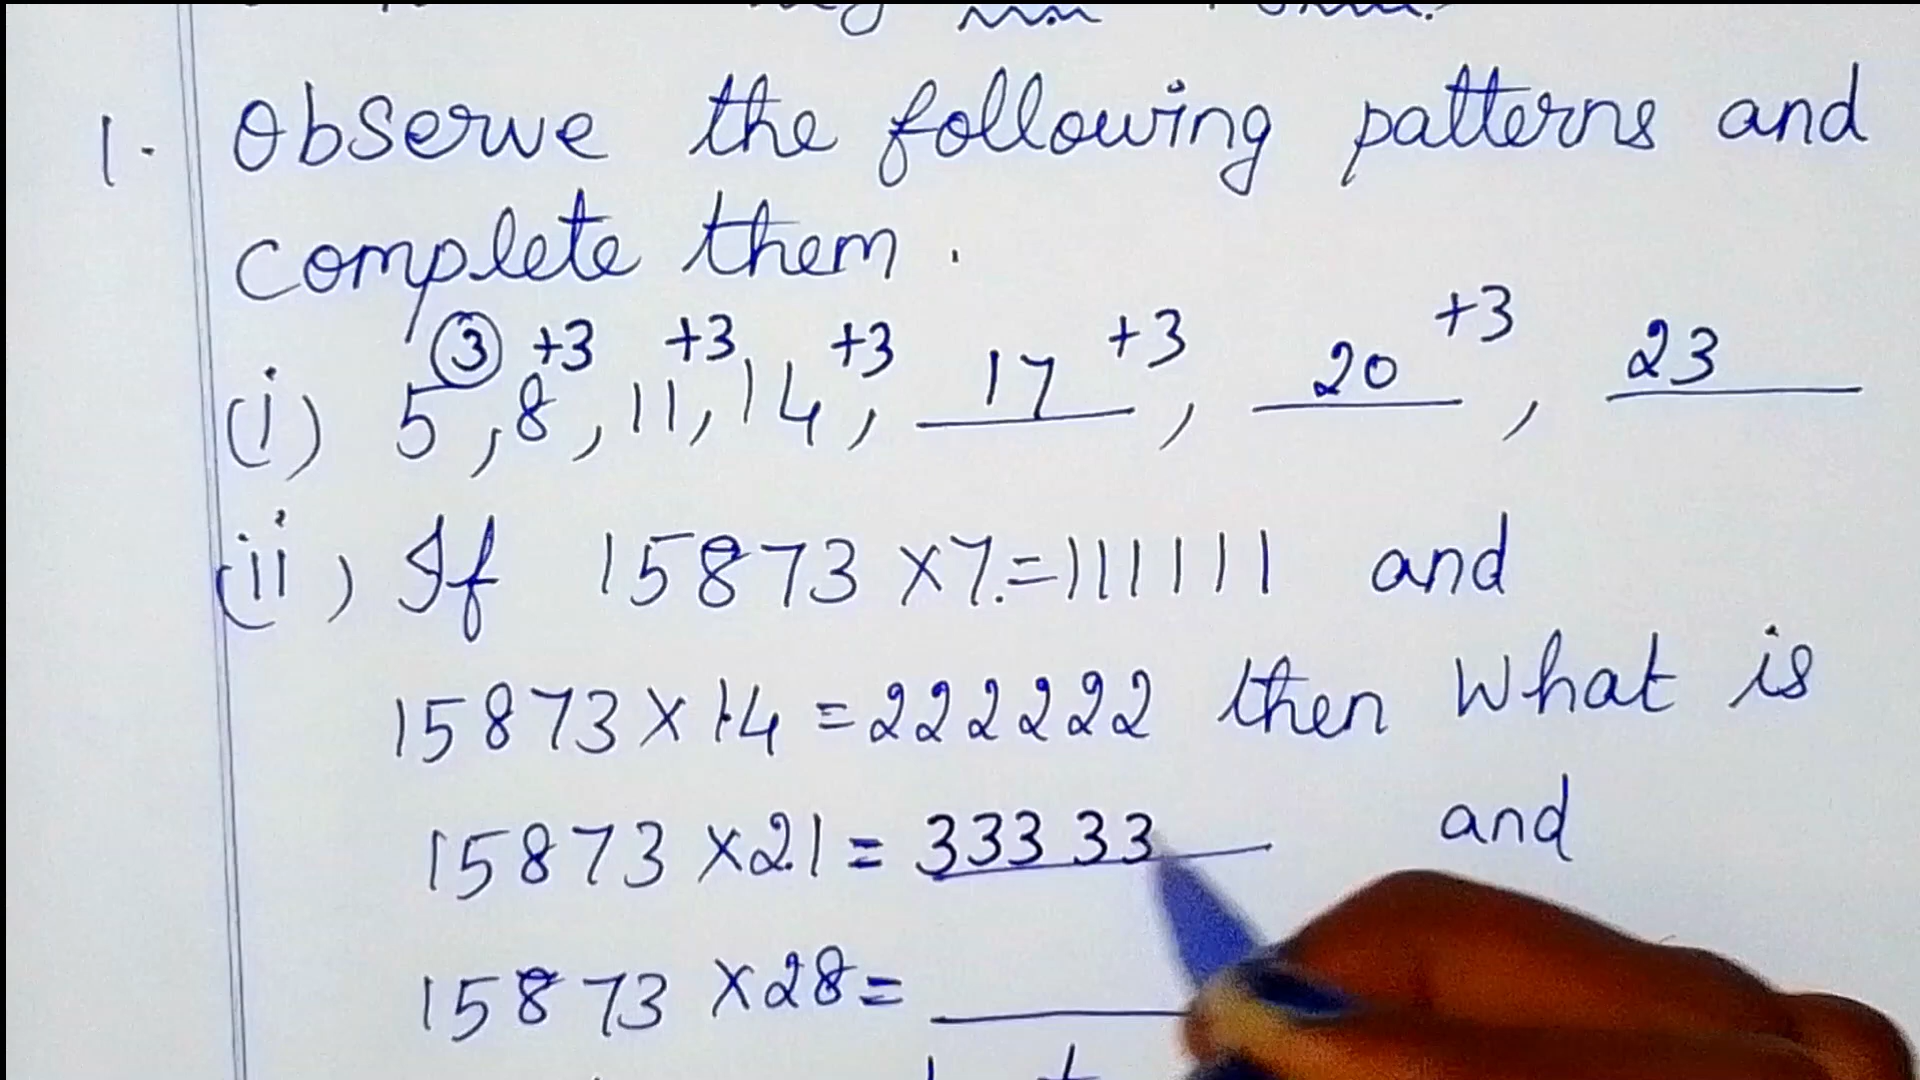 1. Observe the following patterns and
complete them.
③ +3 +3 +3 +3 +3
(i) 5, 8, 11, 14, 17, 20, 23
(ii) If 15873 × 7 = 111111 and
15873 × 14 = 222222 then What is
15873 × 21 = 333 33 and
15873 × 28 =